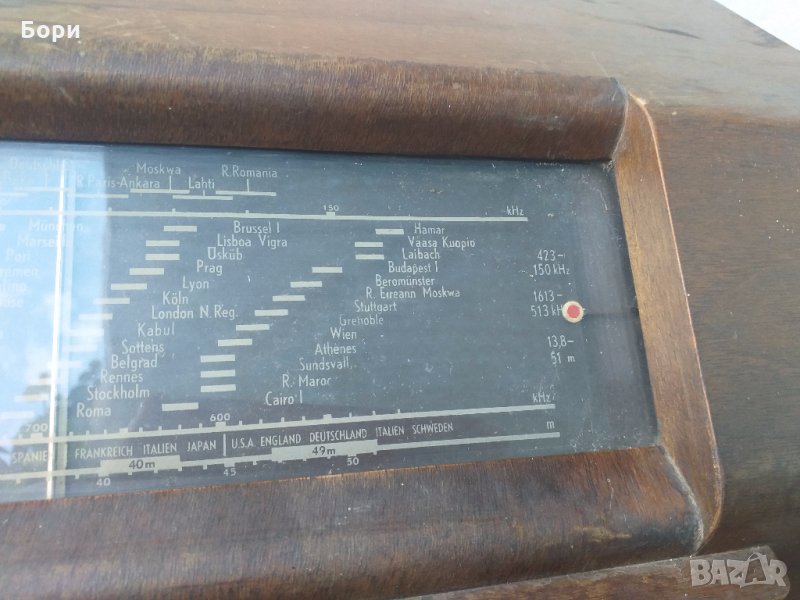 Бори
Moskwa R.Romania
R.Paris-Ankara Lahti
150 kHz
München Brussel I Hamar
Lisboa Vigra Vaasa Kuopio
Üsküb Laibach 423-
Prag Budapest I 150 kHz
Lyon Beromünster
Köln R. Eireann Moskwa 1613-
London N. Reg. Stuttgart 513 kH
Kabul Grenoble
Sottens Wien 13,8-
Belgrad Athenes 51 m
Rennes Sundsvall
Stockholm R. Maroc
Roma Cairo I
700 600 kHz
SPANIE FRANKREICH ITALIEN JAPAN U.S.A. ENGLAND DEUTSCHLAND ITALIEN SCHWEDEN m
40m 49m
40 45 50
BAZAR